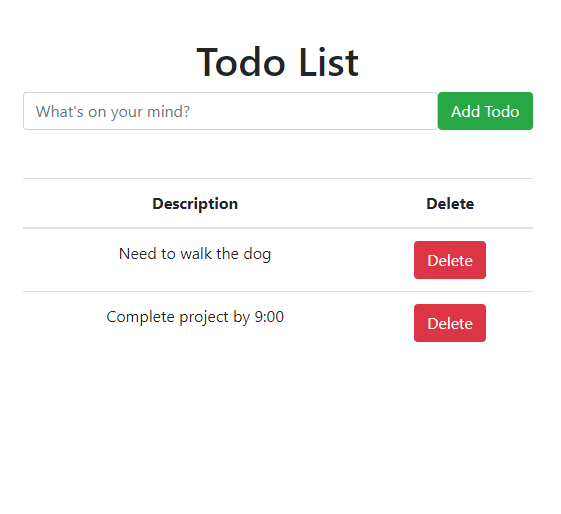 Todo List
What's on your mind? Add Todo
Description Delete
Need to walk the dog Delete
Complete project by 9:00 Delete